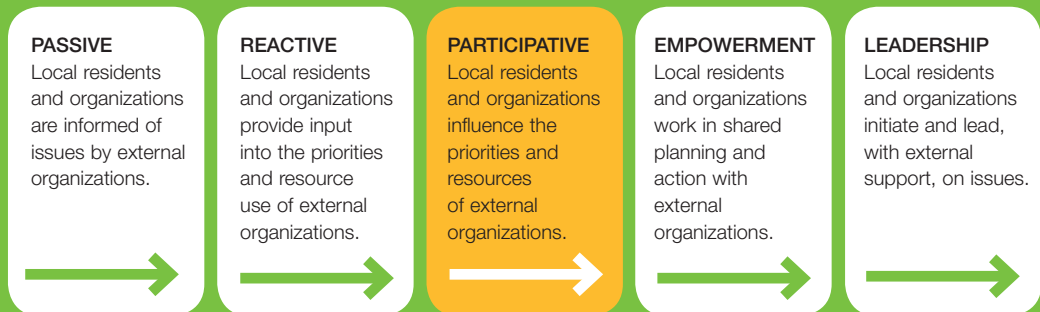 PASSIVE
Local residents
and organizations
are informed of
issues by external
organizations.
REACTIVE
Local residents
and organizations
provide input
into the priorities
and resource
use of external
organizations.
PARTICIPATIVE
Local residents
and organizations
influence the
priorities and
resources
of external
organizations.
EMPOWERMENT
Local residents
and organizations
work in shared
planning and
action with
external
organizations.
LEADERSHIP
Local residents
and organizations
initiate and lead,
with external
support, on issues.